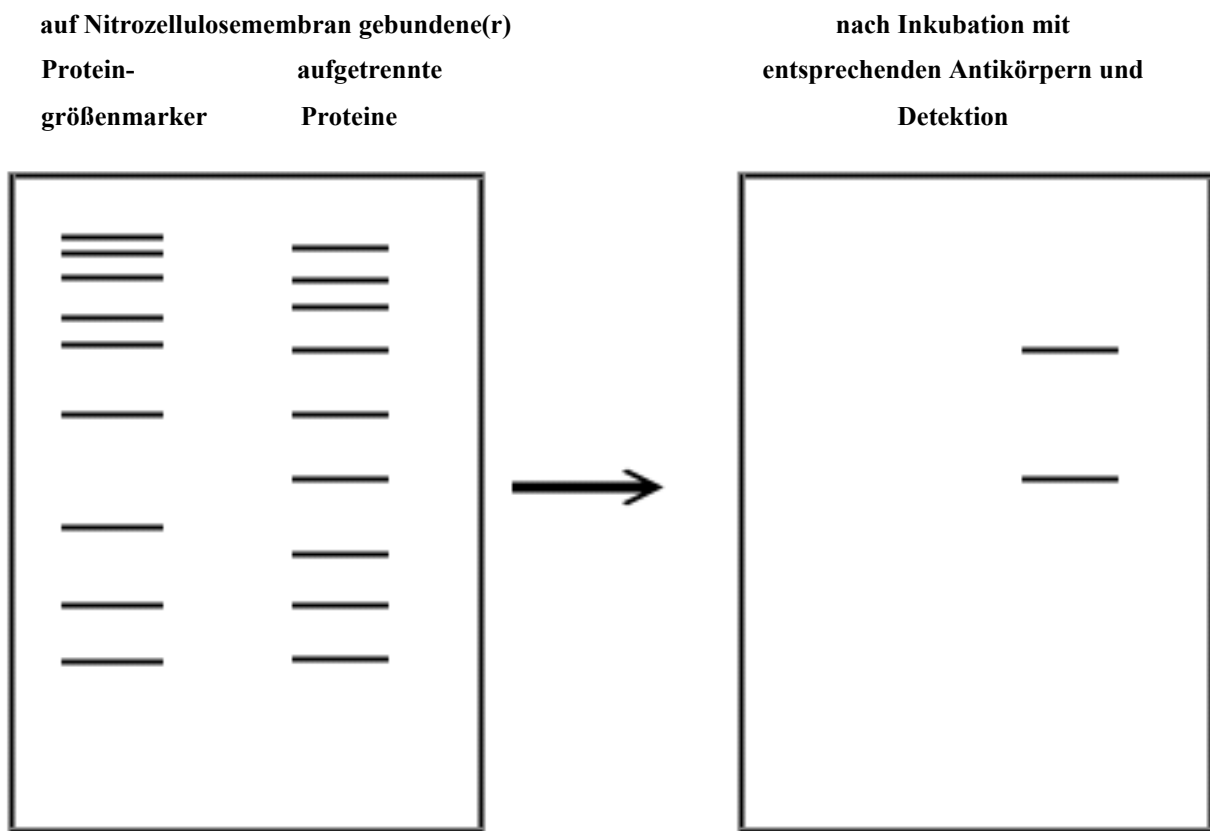 auf Nitrozellulosemembran gebundene(r)
Protein- aufgetrennte
größenmarker Proteine
nach Inkubation mit
entsprechenden Antikörpern und
Detektion